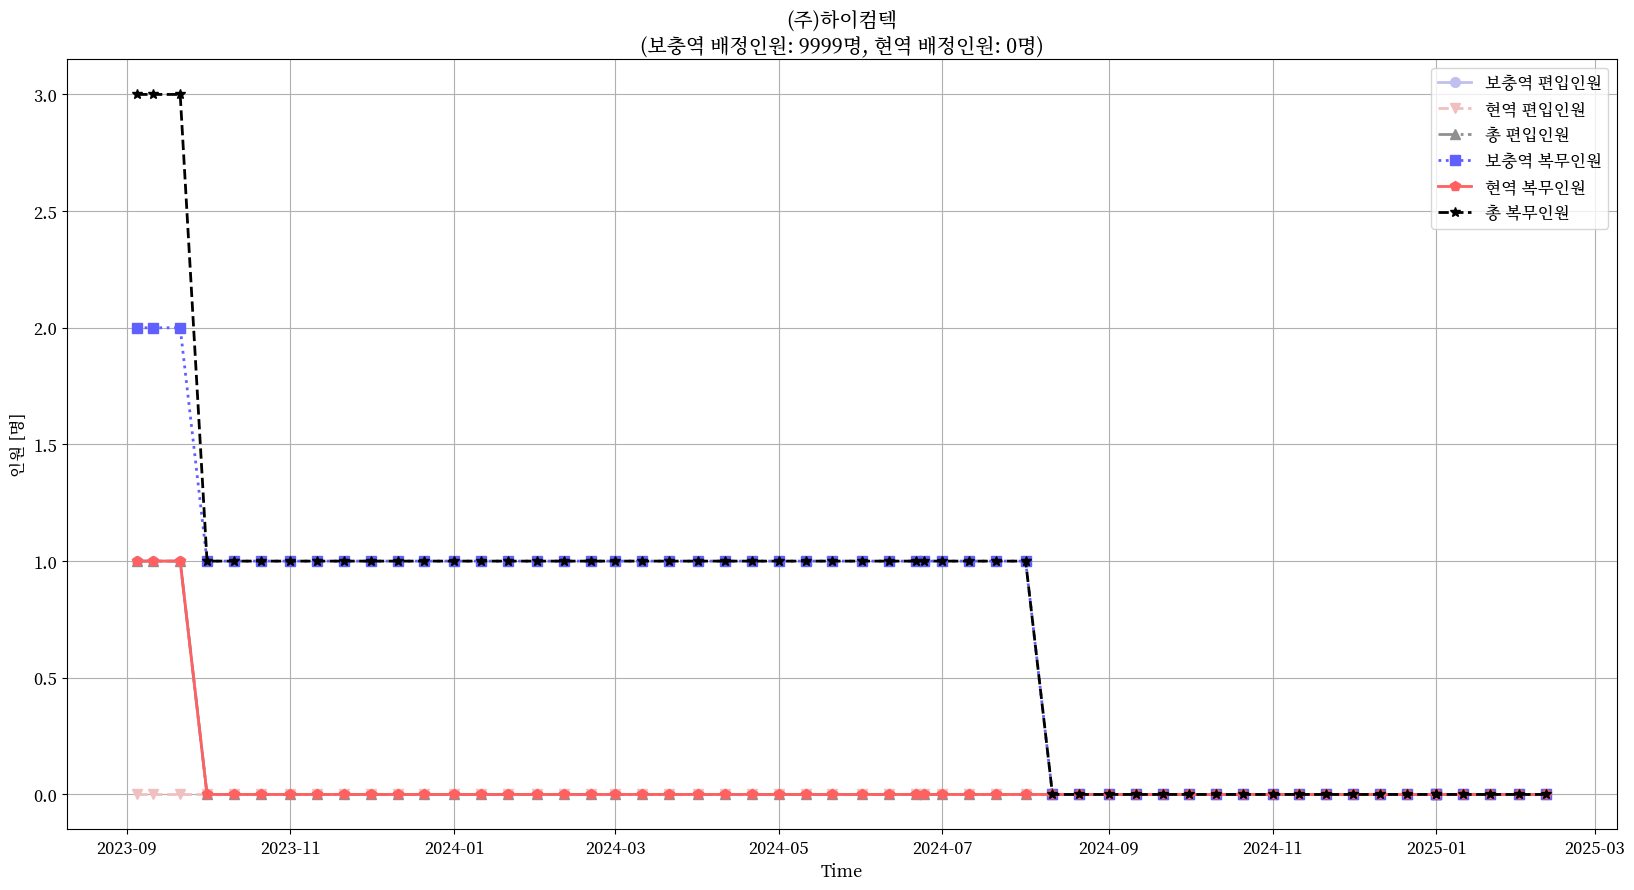 (주)하이컴텍
(보충역 배정인원: 9999명, 현역 배정인원: 0명)
보충역 편입인원
현역 편입인원
총 편입인원
보충역 복무인원
현역 복무인원
총 복무인원
3.0
2.5
2.0
1.5
1.0
0.5
0.0
인원 [명]
2023-09 2023-11 2024-01 2024-03 2024-05 2024-07 2024-09 2024-11 2025-01 2025-03
Time